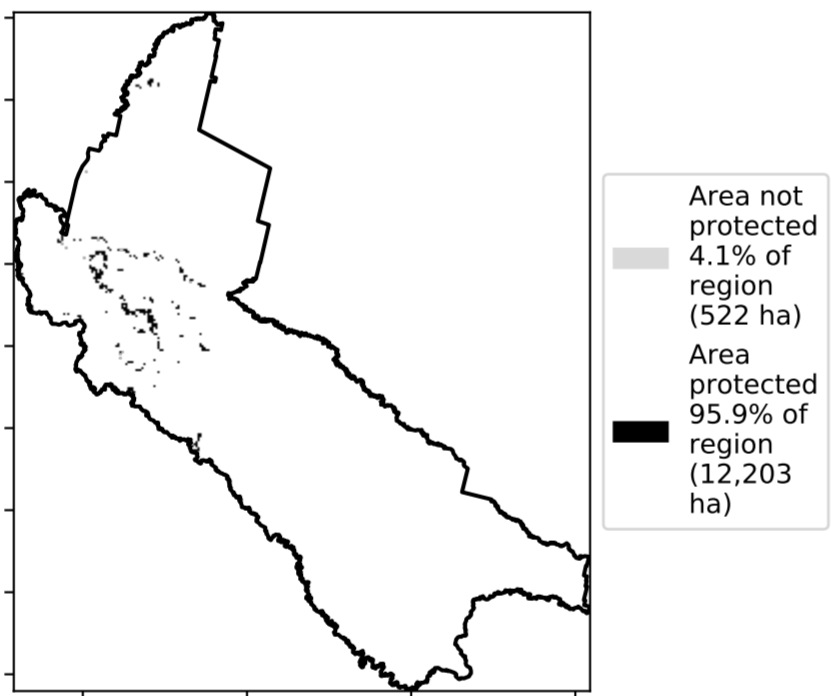 Area not
protected
4.1% of
region
(522 ha)
Area
protected
95.9% of
region
(12,203
ha)